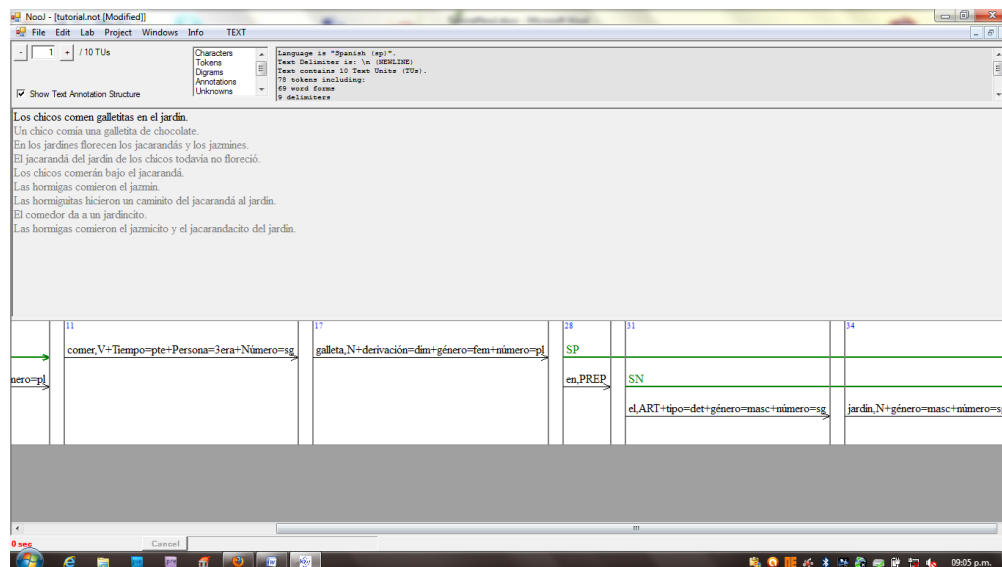 NooJ - [tutorial.not [Modified]]
File Edit Lab Project Windows Info TEXT
- 1 + / 10 TUs
Show Text Annotation Structure
Characters
Tokens
Digrams
Annotations
Unknowns
Language is "Spanish (sp)".
Text Delimiter is: \n (NEWLINE)
Text contains 10 Text Units (TUs).
78 tokens including:
69 word forms
9 delimiters
Los chicos comen galletitas en el jardín.
Un chico comía una galletita de chocolate.
En los jardines florecen los jacarandás y los jazmines.
El jacarandá del jardín de los chicos todavía no floreció.
Los chicos comerán bajo el jacarandá.
Las hormigas comieron el jazmín.
Las hormiguitas hicieron un caminito del jacarandá al jardín.
El comedor da a un jardincito.
Las hormigas comieron el jazmicito y el jacarandacito del jardín.
11 17 28 31 34
comer,V+Tiempo=pte+Persona=3era+Número=sg galleta,N+derivación=dim+género=fem+número=pl SP
nero=pl en,PREP SN
el,ART+tipo=det+género=masc+número=sg jardín,N+género=masc+número=s
0 sec Cancel
09:05 p.m.